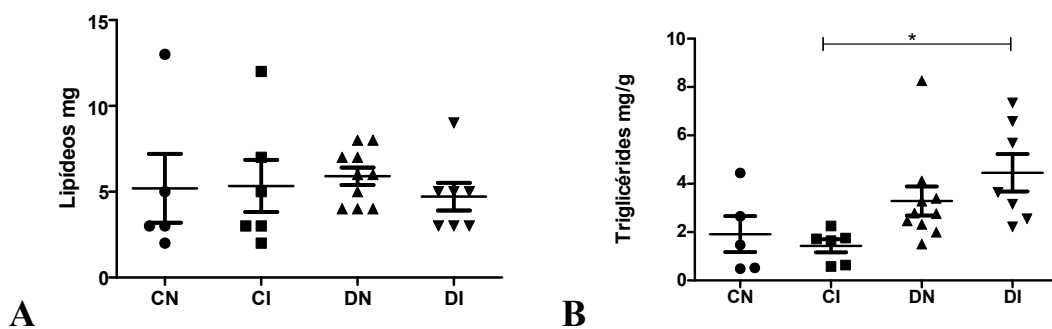 Lipídeos mg
15
10
5
0
CN CI DN DI
A
Triglicérides mg/g
10
8
6
4
2
0
*
CN CI DN DI
B